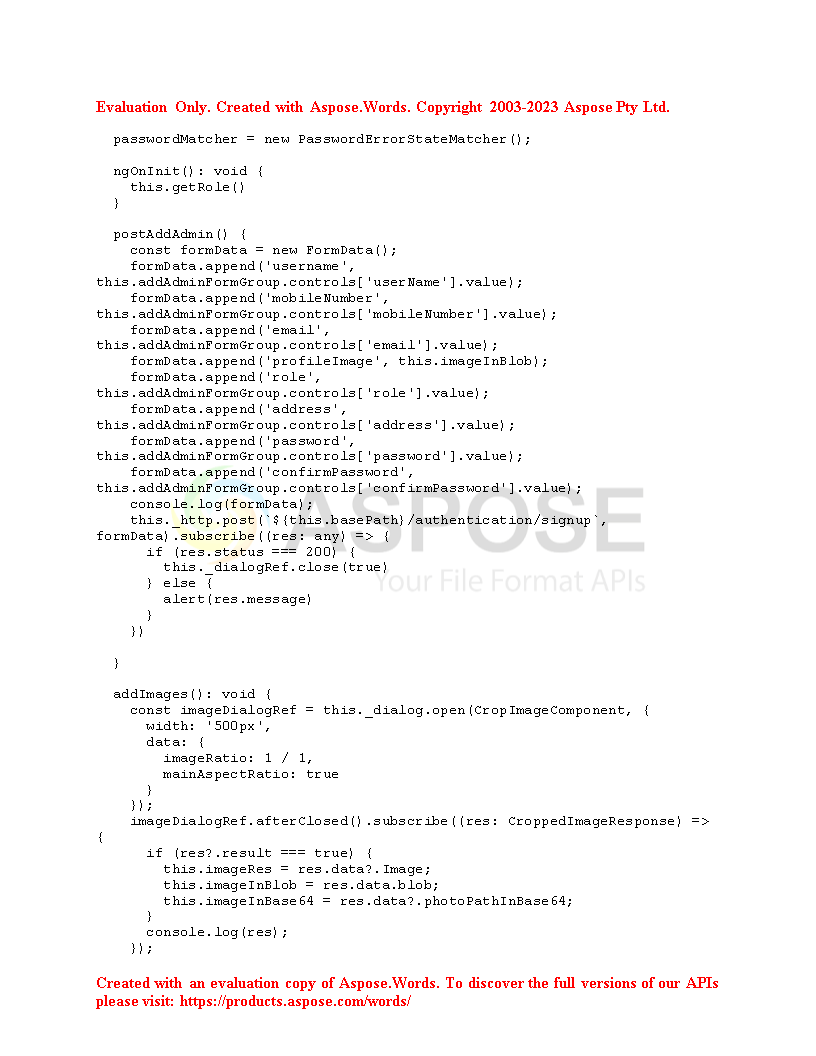 Evaluation Only. Created with Aspose.Words. Copyright 2003-2023 Aspose Pty Ltd.
passwordMatcher = new PasswordErrorStateMatcher();
ngOnInit(): void {
this.getRole()
}
postAddAdmin() {
const formData = new FormData();
formData.append('username',
this.addAdminFormGroup.controls['userName'].value);
formData.append('mobileNumber',
this.addAdminFormGroup.controls['mobileNumber'].value);
formData.append('email',
this.addAdminFormGroup.controls['email'].value);
formData.append('profileImage', this.imageInBlob);
formData.append('role',
this.addAdminFormGroup.controls['role'].value);
formData.append('address',
this.addAdminFormGroup.controls['address'].value);
formData.append('password',
this.addAdminFormGroup.controls['password'].value);
formData.append('confirmPassword',
this.addAdminFormGroup.controls['confirmPassword'].value);
console.log(formData);
this._http.post(`${this.basePath}/authentication/signup`,
formData).subscribe((res: any) => {
if (res.status === 200) {
this._dialogRef.close(true)
} else {
alert(res.message)
}
})
}
ASPOSE
Your File Format APIs
addImages(): void {
const imageDialogRef = this._dialog.open(CropImageComponent, {
width: '500px',
data: {
imageRatio: 1 / 1,
mainAspectRatio: true
}
});
imageDialogRef.afterClosed().subscribe((res: CroppedImageResponse) =>
{
if (res?.result === true) {
this.imageRes = res.data?.Image;
this.imageInBlob = res.data.blob;
this.imageInBase64 = res.data?.photoPathInBase64;
}
console.log(res);
});
Created with an evaluation copy of Aspose.Words. To discover the full versions of our APIs
please visit: https://products.aspose.com/words/